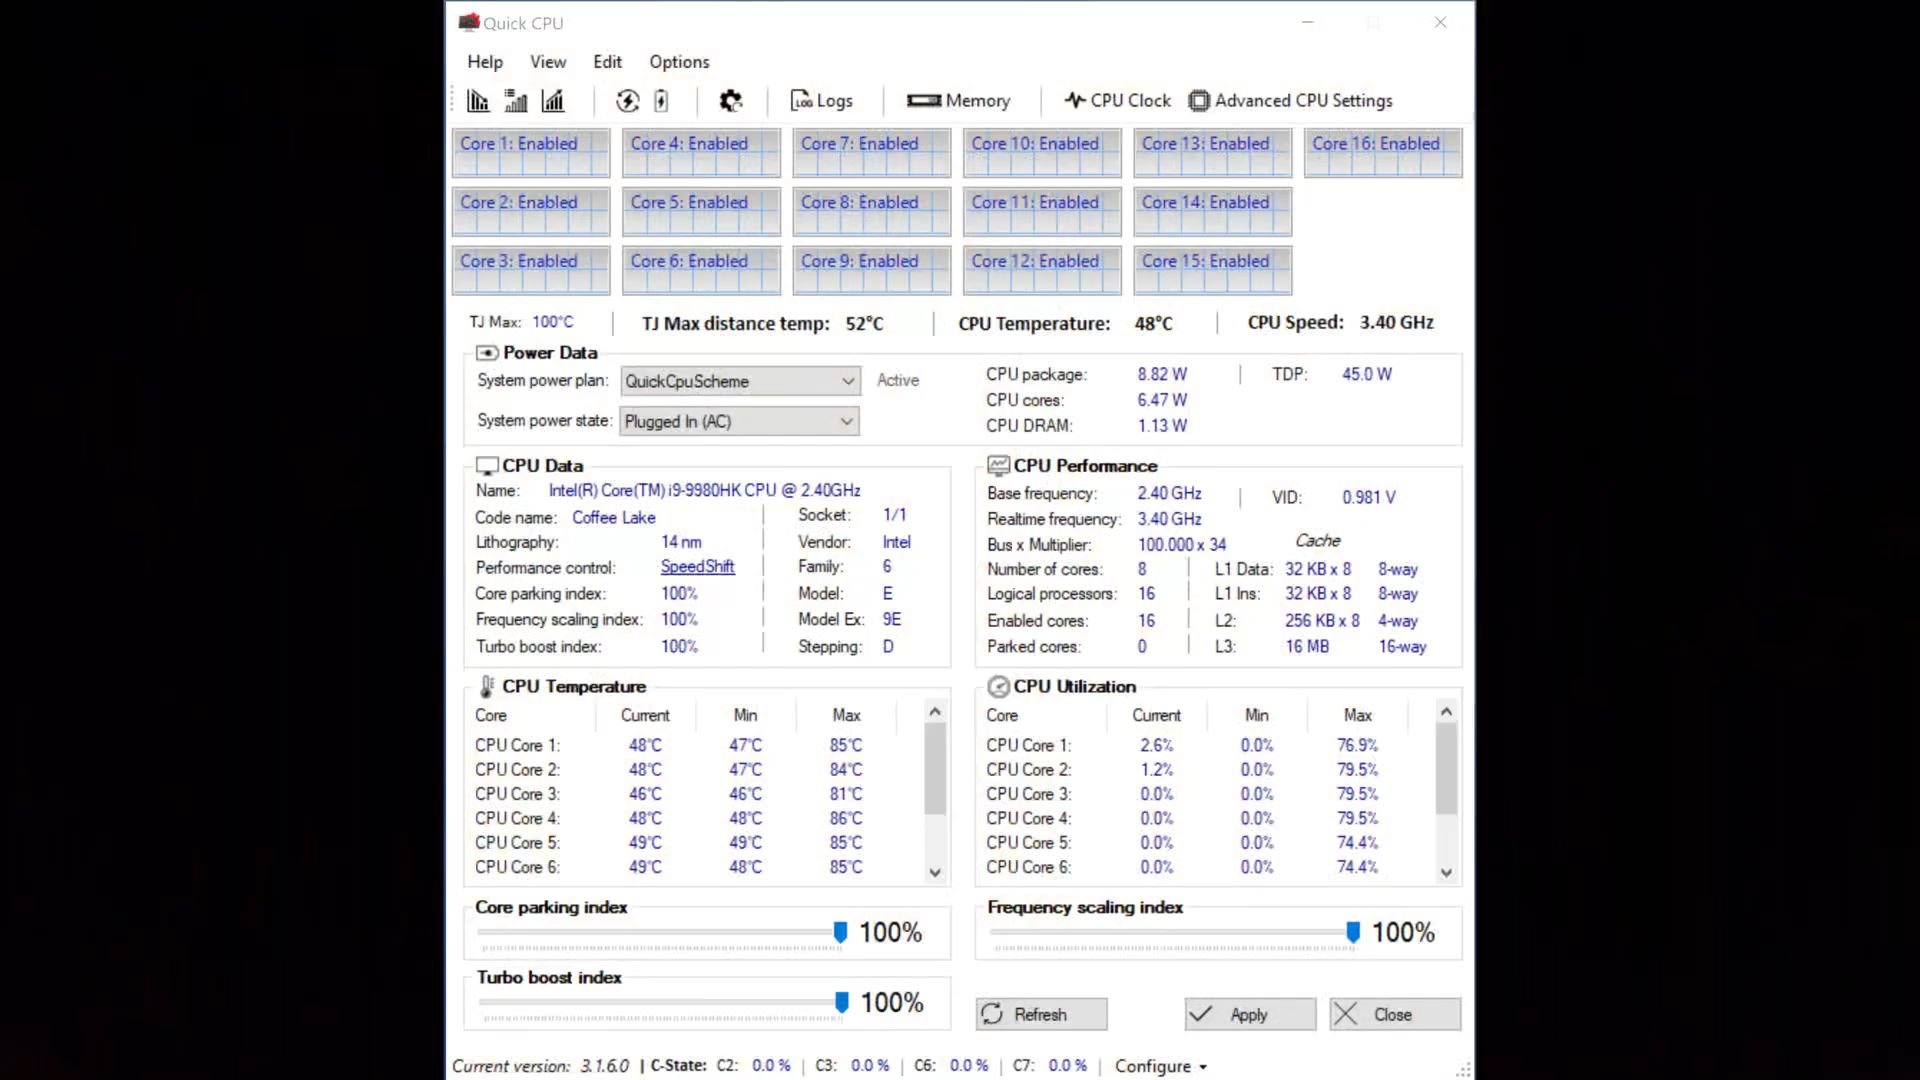 Quick CPU
Help View Edit Options
LOG Logs Memory CPU Clock Advanced CPU Settings
Core 1: Enabled Core 4: Enabled Core 7: Enabled Core 10: Enabled Core 13: Enabled Core 16: Enabled
Core 2: Enabled Core 5: Enabled Core 8: Enabled Core 11: Enabled Core 14: Enabled
Core 3: Enabled Core 6: Enabled Core 9: Enabled Core 12: Enabled Core 15: Enabled
TJ Max: 100°C TJ Max distance temp: 52°C CPU Temperature: 48°C CPU Speed: 3.40 GHz
Power Data
System power plan: QuickCpuScheme Active
System power state: Plugged In (AC)
CPU package: 8.82 W TDP: 45.0 W
CPU cores: 6.47 W
CPU DRAM: 1.13 W
CPU Data
Name: Intel(R) Core(TM) i9-9980HK CPU @ 2.40GHz
Code name: Coffee Lake Socket: 1/1
Lithography: 14 nm Vendor: Intel
Performance control: SpeedShift Family: 6
Core parking index: 100% Model: E
Frequency scaling index: 100% Model Ex: 9E
Turbo boost index: 100% Stepping: D
CPU Performance
Base frequency: 2.40 GHz VID: 0.981 V
Realtime frequency: 3.40 GHz
Bus x Multiplier: 100.000 x 34 Cache
Number of cores: 8 L1 Data: 32 KB x 8 8-way
Logical processors: 16 L1 Ins: 32 KB x 8 8-way
Enabled cores: 16 L2: 256 KB x 8 4-way
Parked cores: 0 L3: 16 MB 16-way
CPU Temperature
Core Current Min Max
CPU Core 1: 48°C 47°C 85°C
CPU Core 2: 48°C 47°C 84°C
CPU Core 3: 46°C 46°C 81°C
CPU Core 4: 48°C 48°C 86°C
CPU Core 5: 49°C 49°C 85°C
CPU Core 6: 49°C 48°C 85°C
CPU Utilization
Core Current Min Max
CPU Core 1: 2.6% 0.0% 76.9%
CPU Core 2: 1.2% 0.0% 79.5%
CPU Core 3: 0.0% 0.0% 79.5%
CPU Core 4: 0.0% 0.0% 79.5%
CPU Core 5: 0.0% 0.0% 74.4%
CPU Core 6: 0.0% 0.0% 74.4%
Core parking index
100%
Frequency scaling index
100%
Turbo boost index
100%
Refresh Apply Close
Current version: 3.1.6.0 | C-State: C2: 0.0 % | C3: 0.0 % | C6: 0.0 % | C7: 0.0 % | Configure